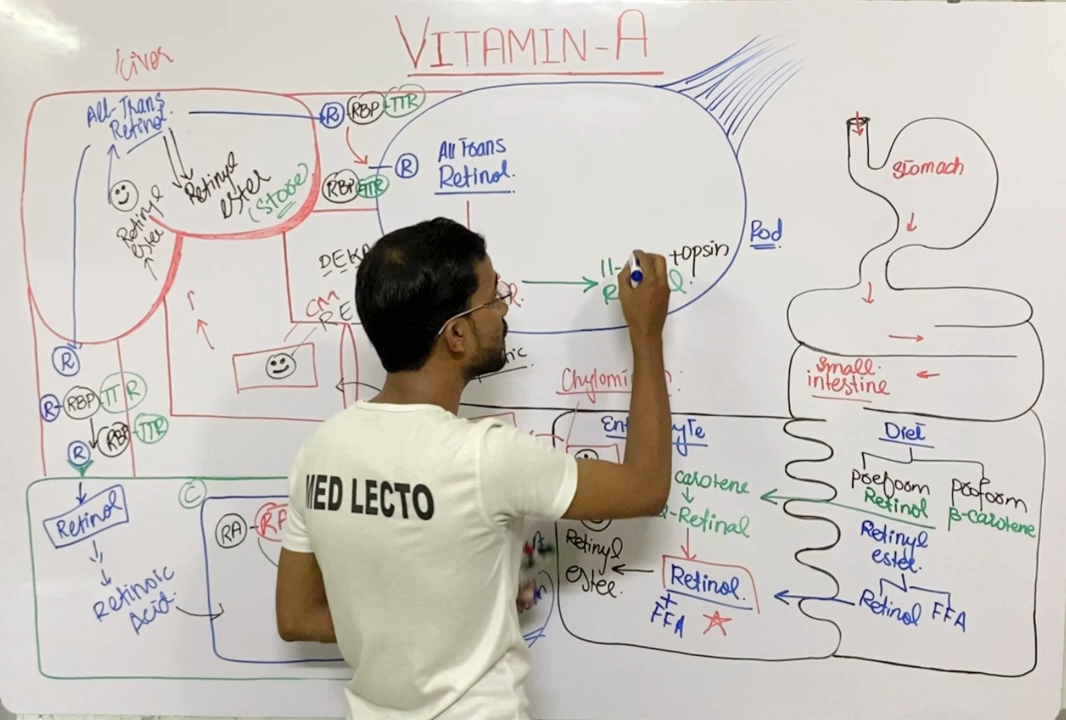 VITAMIN-A
Liver
All-Trans
Retinol.
Retinyl
ester
(Store)
Retinyl
ester
R RBP TTR
R
RBP TTR
All Trans
Retinol.
+opsin
Rod
CM
RE
R
R-RBP TTR
RBP TTR
R
Retinol
Retinoic
Acid
C
RA
Stomach
Small
intestine
Diet
preform
Retinol
Retinyl
ester
Retinol FFA
proform
β-carotene
carotene
Retinal
Retinol.
+
FFA
Retinyl
ester.
MED LECTO